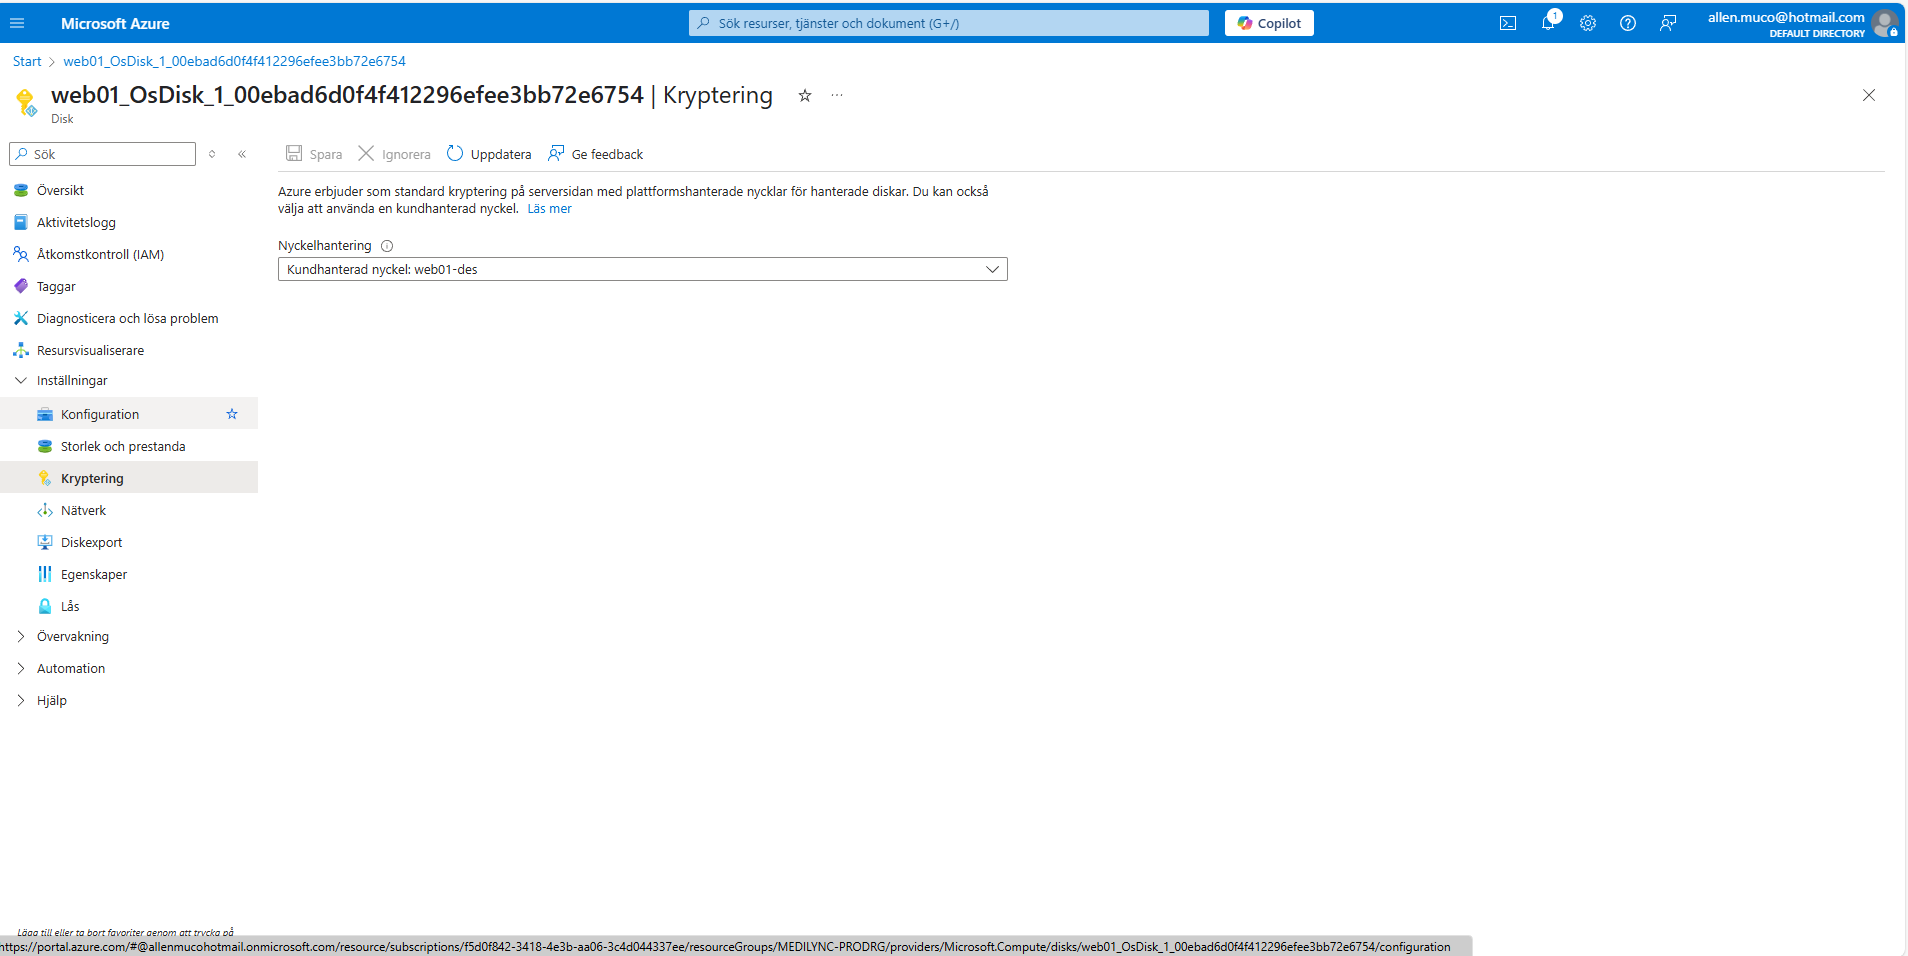 Microsoft Azure
Sök resurser, tjänster och dokument (G+/)
Copilot
1
allen.muco@hotmail.com
DEFAULT DIRECTORY
Start > web01_OsDisk_1_00ebad6d0f4f412296efee3bb72e6754
web01_OsDisk_1_00ebad6d0f4f412296efee3bb72e6754 | Kryptering
Disk
Sök
Spara
Ignorera
Uppdatera
Ge feedback
Översikt
Aktivitetslogg
Åtkomstkontroll (IAM)
Taggar
Diagnosticera och lösa problem
Resursvisualiserare
Inställningar
Konfiguration
Storlek och prestanda
Kryptering
Nätverk
Diskexport
Egenskaper
Lås
Övervakning
Automation
Hjälp
Azure erbjuder som standard kryptering på serversidan med plattformshanterade nycklar för hanterade diskar. Du kan också
välja att använda en kundhanterad nyckel. Läs mer
Nyckelhantering
Kundhanterad nyckel: web01-des
Lägg till eller ta bort favoriter genom att trycka på
https://portal.azure.com/#@allenmucohotmail.onmicrosoft.com/resource/subscriptions/f5d0f842-3418-4e3b-aa06-3c4d044337ee/resourceGroups/MEDILYNC-PRODRG/providers/Microsoft.Compute/disks/web01_OsDisk_1_00ebad6d0f4f412296efee3bb72e6754/configuration